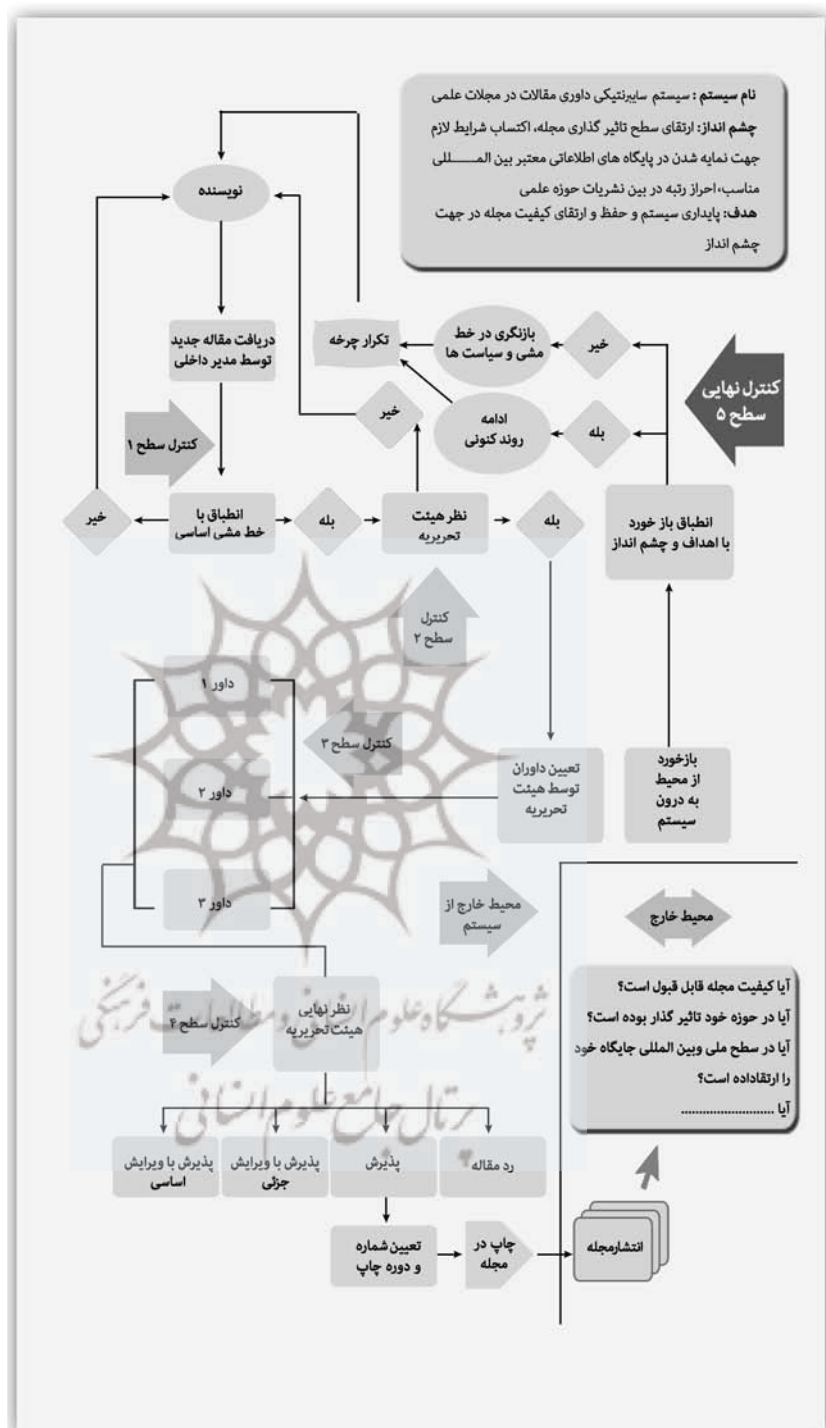 نام سیستم : سیستم سایبرنتیکی داوری مقالات در مجلات علمی
چشم انداز: ارتقای سطح تاثیر گذاری مجله، اکتساب شرایط لازم
جهت نمایه شدن در پایگاه های اطلاعاتی معتبر بین المـــــــللی
مناسب، احراز رتبه در بین نشریات حوزه علمی
هدف: پایداری سیستم و حفظ و ارتقای کیفیت مجله در جهت
چشم انداز
نویسنده
دریافت مقاله جدید
توسط مدیر داخلی
کنترل سطح ۱
بازنگری در خط
مشی و سیاست ها
تکرار چرخه
خیر
ادامه
روند کنونی
بله
خیر
کنترل نهایی
سطح ۵
انطباق باز خورد
با اهداف و چشم انداز
بله
نظر هیئت
تحریریه
بله
انطباق با
خط مشی اساسی
خیر
کنترل
سطح ۲
داور ۱
کنترل سطح ۳
داور ۲
تعیین داوران
توسط هیئت
تحریریه
بازخورد
از محیط
به درون
سیستم
داور ۳
محیط خارج از
سیستم
محیط خارج
آیا کیفیت مجله قابل قبول است؟
آیا در حوزه خود تاثیر گذار بوده است؟
آیا در سطح ملی وبین المللی جایگاه خود
را ارتقاداده است؟
آیا ..........................
نظر نهایی
هیئت تحریریه
کنترل سطح ۴
پژوهشگاه علوم انسانی و مطالعات فرهنگی
پرتال جامع علوم انسانی
رد مقاله
پذیرش
پذیرش با ویرایش
جزئی
پذیرش با ویرایش
اساسی
تعیین شماره
و دوره چاپ
چاپ در
مجله
انتشارمجله